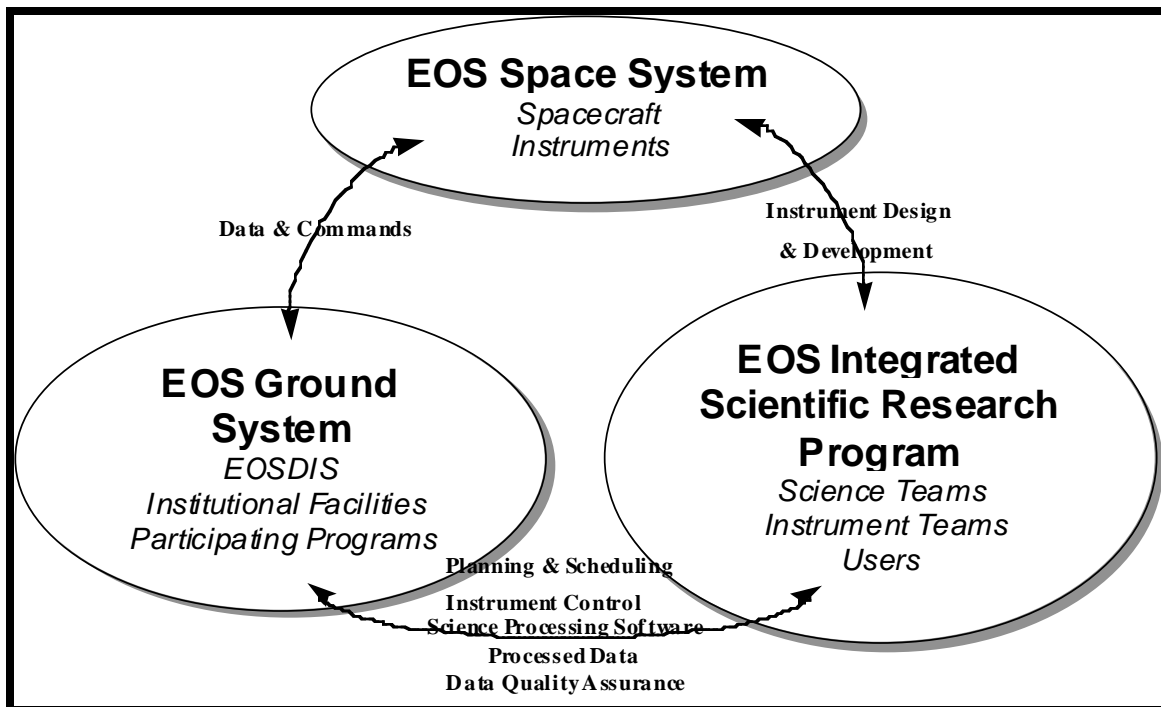 EOS Space System
Spacecraft
Instruments
Data & Commands
Instrument Design
& Development
EOS Ground
System
EOSDIS
Institutional Facilities
Participating Programs
EOS Integrated
Scientific Research
Program
Science Teams
Instrument Teams
Users
Planning & Scheduling
Instrument Control
Science Processing Software
Processed Data
Data Quality Assurance